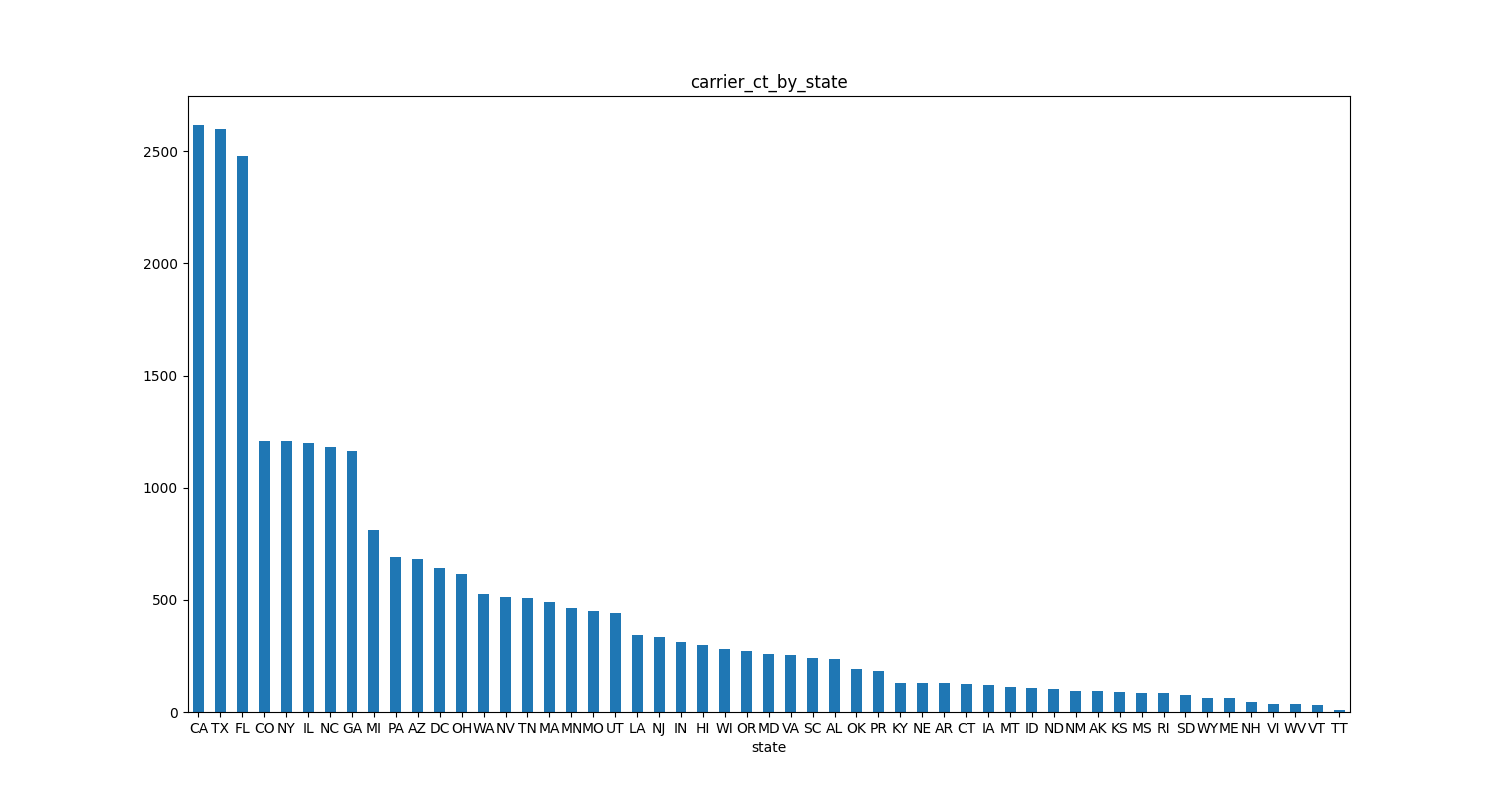 carrier_ct_by_state
2500
2000
1500
1000
500
0
CA TX FL CO NY IL NC GA MI PA AZ DC OH WA NV TN MA MN MO UT LA NJ IN HI WI OR MD VA SC AL OK PR KY NE AR CT IA MT ID ND NM AK KS MS RI SD WY ME NH VI WV VT TT
state